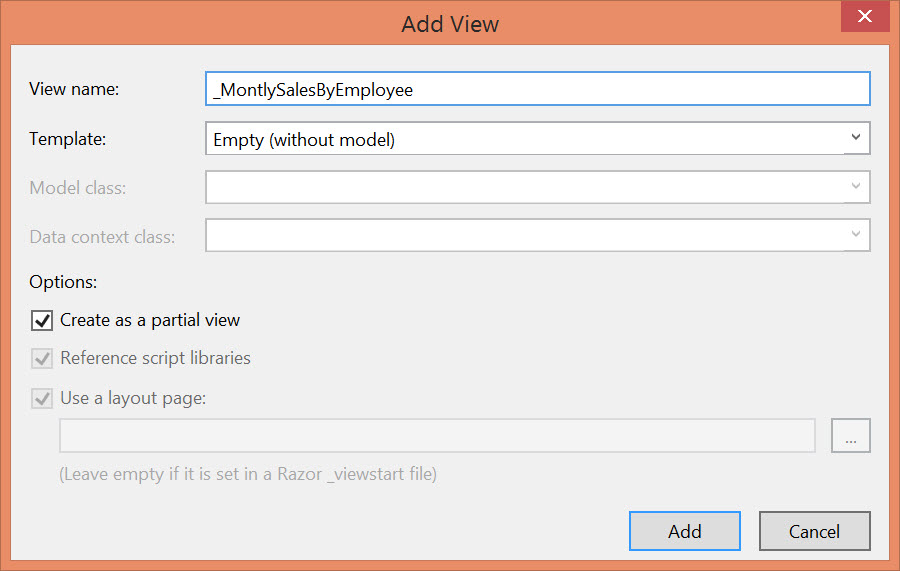 Add View
View name:
_MontlySalesByEmployee
Template:
Empty (without model)
Model class:
Data context class:
Options:
Create as a partial view
Reference script libraries
Use a layout page:
...
(Leave empty if it is set in a Razor _viewstart file)
Add
Cancel